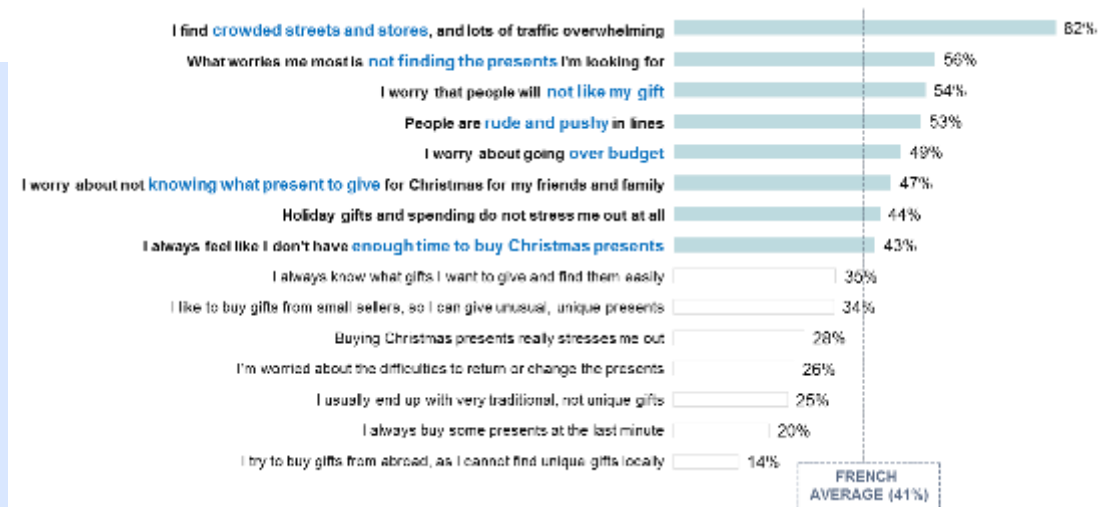 I find crowded streets and stores, and lots of traffic overwhelming 82%
What worries me most is not finding the presents I'm looking for 56%
I worry that people will not like my gift 54%
People are rude and pushy in lines 53%
I worry about going over budget 49%
I worry about not knowing what present to give for Christmas for my friends and family 47%
Holiday gifts and spending do not stress me out at all 44%
I always feel like I don't have enough time to buy Christmas presents 43%
I always know what gifts I want to give and find them easily 35%
I like to buy gifts from small sellers, so I can give unusual, unique presents 34%
Buying Christmas presents really stresses me out 28%
I'm worried about the difficulties to return or change the presents 26%
I usually end up with very traditional, not unique gifts 25%
I always buy some presents at the last minute 20%
I try to buy gifts from abroad, as I cannot find unique gifts locally 14%
FRENCH
AVERAGE (41%)